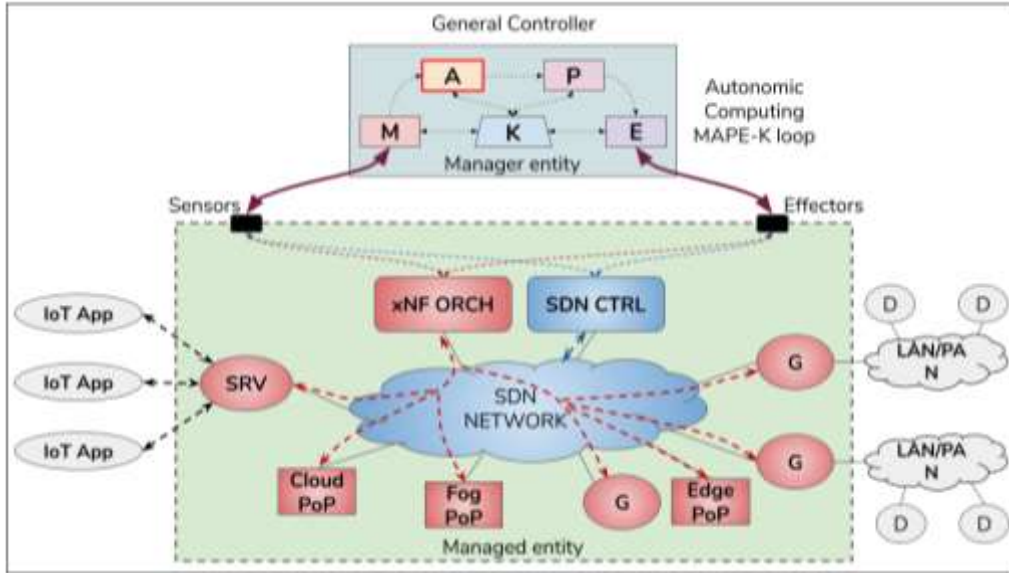 General Controller
A
P
M
K
E
Manager entity
Autonomic
Computing
MAPE-K loop
Sensors
Effectors
xNF ORCH
SDN CTRL
IoT App
IoT App
IoT App
SRV
SDN
NETWORK
G
D
D
LAN/PA
N
G
LAN/PA
N
D
D
Cloud
PoP
Fog
PoP
G
Edge
PoP
Managed entity